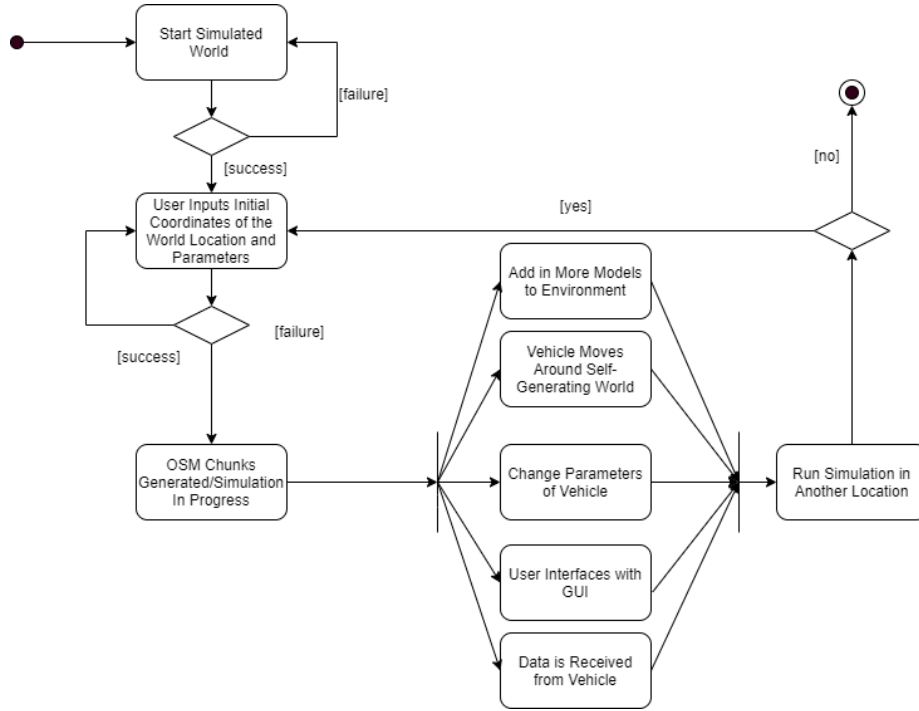 Start Simulated
World
[failure]
[success]
[no]
User Inputs Initial
Coordinates of the
World Location and
Parameters
[yes]
Add in More Models
to Environment
[failure]
[success]
Vehicle Moves
Around Self-
Generating World
OSM Chunks
Generated/Simulation
In Progress
Change Parameters
of Vehicle
Run Simulation in
Another Location
User Interfaces with
GUI
Data is Received
from Vehicle